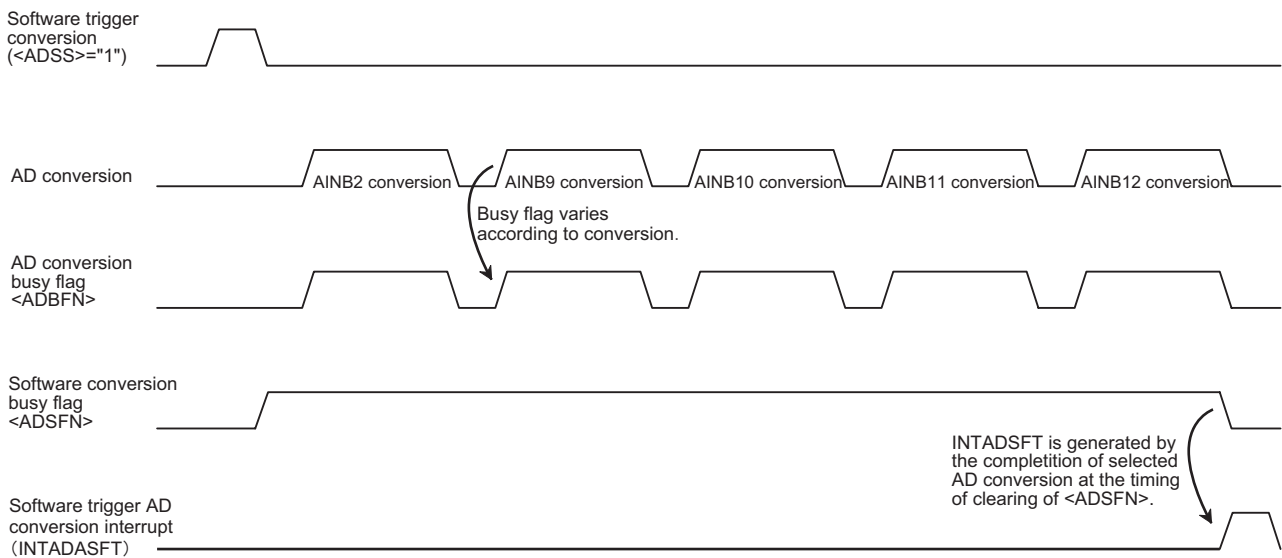 Software trigger
conversion
(<ADSS>="1")
AD conversion
AINB2 conversion
AINB9 conversion
AINB10 conversion
AINB11 conversion
AINB12 conversion
Busy flag varies
according to conversion.
AD conversion
busy flag
<ADBFN>
Software conversion
busy flag
<ADSFN>
INTADSFT is generated by
the completition of selected
AD conversion at the timing
of clearing of <ADSFN>.
Software trigger AD
conversion interrupt
（INTADASFT）